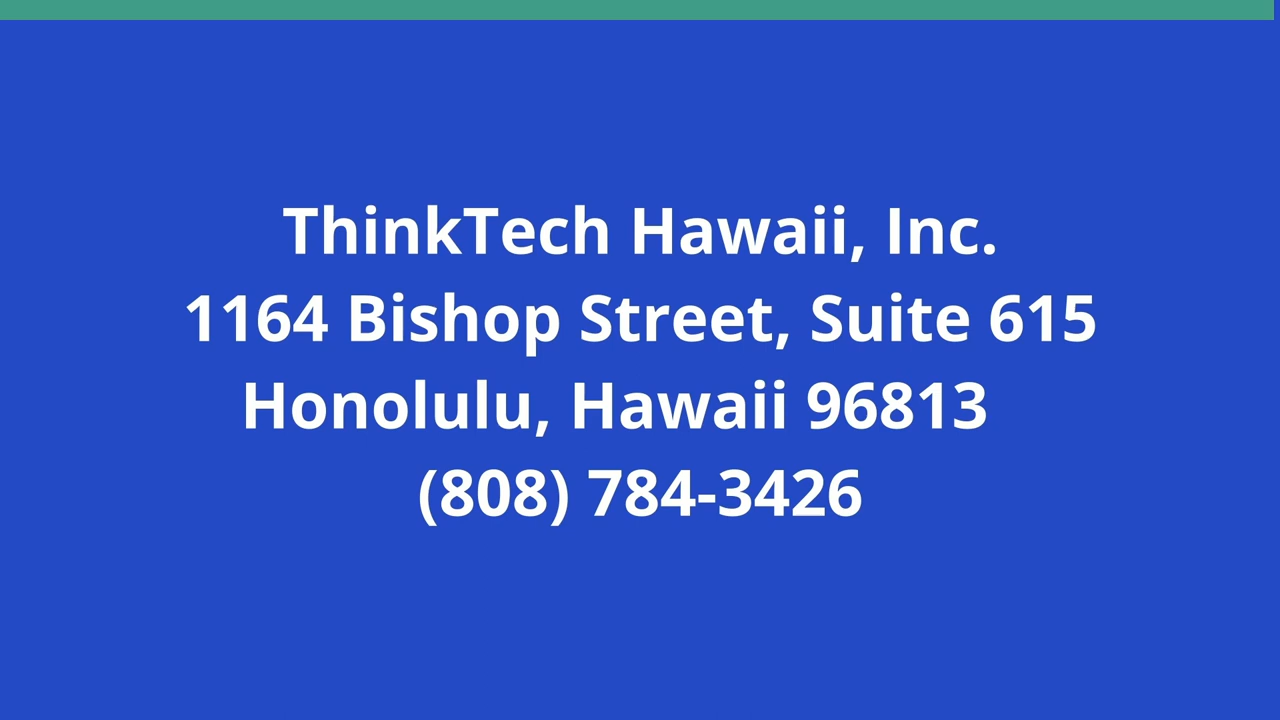 ThinkTech Hawaii, Inc.
1164 Bishop Street, Suite 615
Honolulu, Hawaii 96813
(808) 784-3426